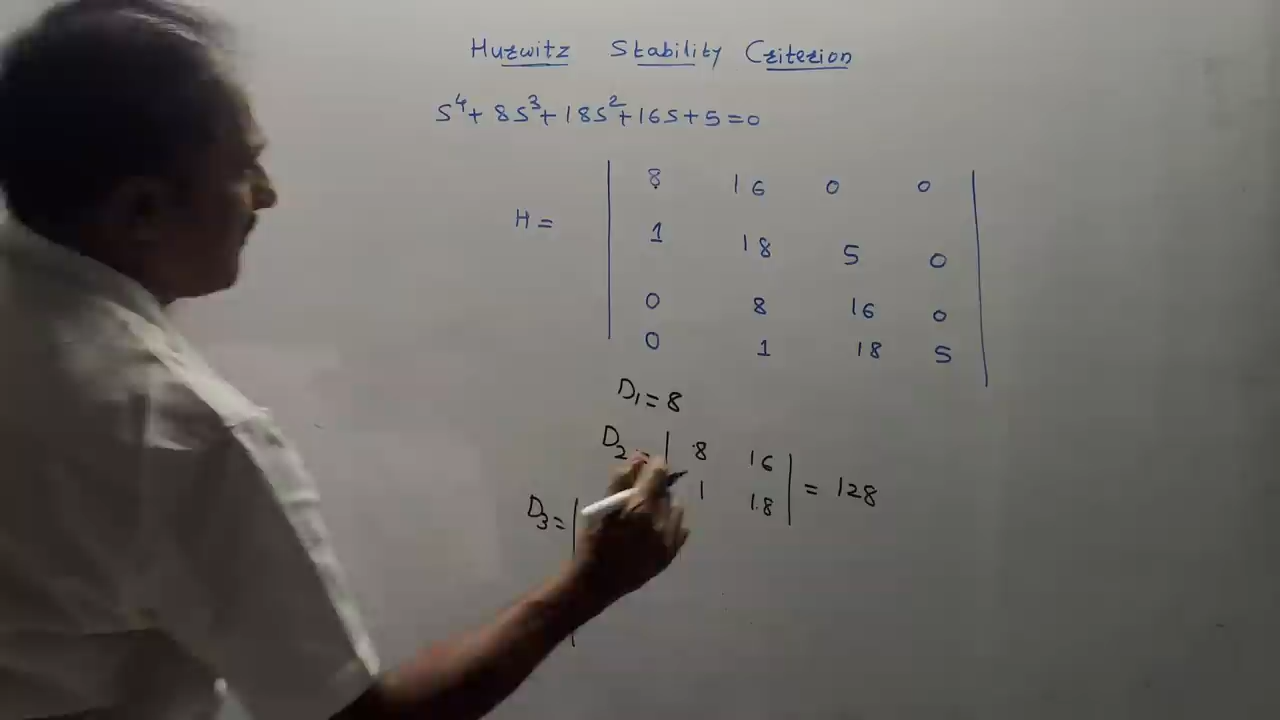 Hurwitz Stability Criterion
S⁴ + 8S³ + 18S² + 16S + 5 = 0
8 16 0 0
H =
1 18 5 0
0 8 16 0
0 1 18 5
D₁ = 8
D₂ = | 8 16 |
1 18 = 128
D₃ = |